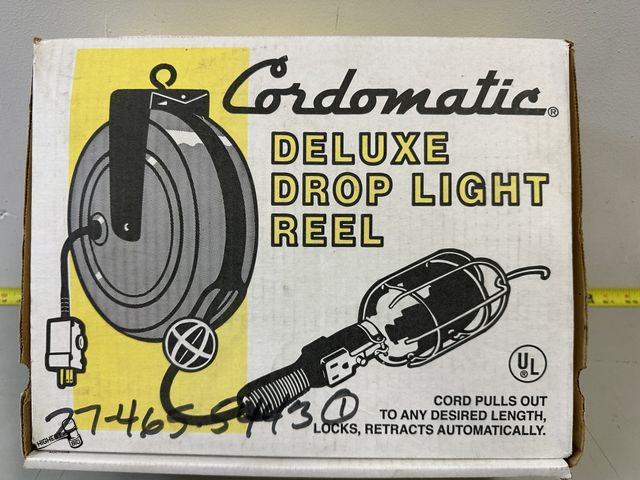 Cordomatic®
DELUXE
DROP LIGHT
REEL
UL
®
CORD PULLS OUT
TO ANY DESIRED LENGTH,
LOCKS, RETRACTS AUTOMATICALLY.